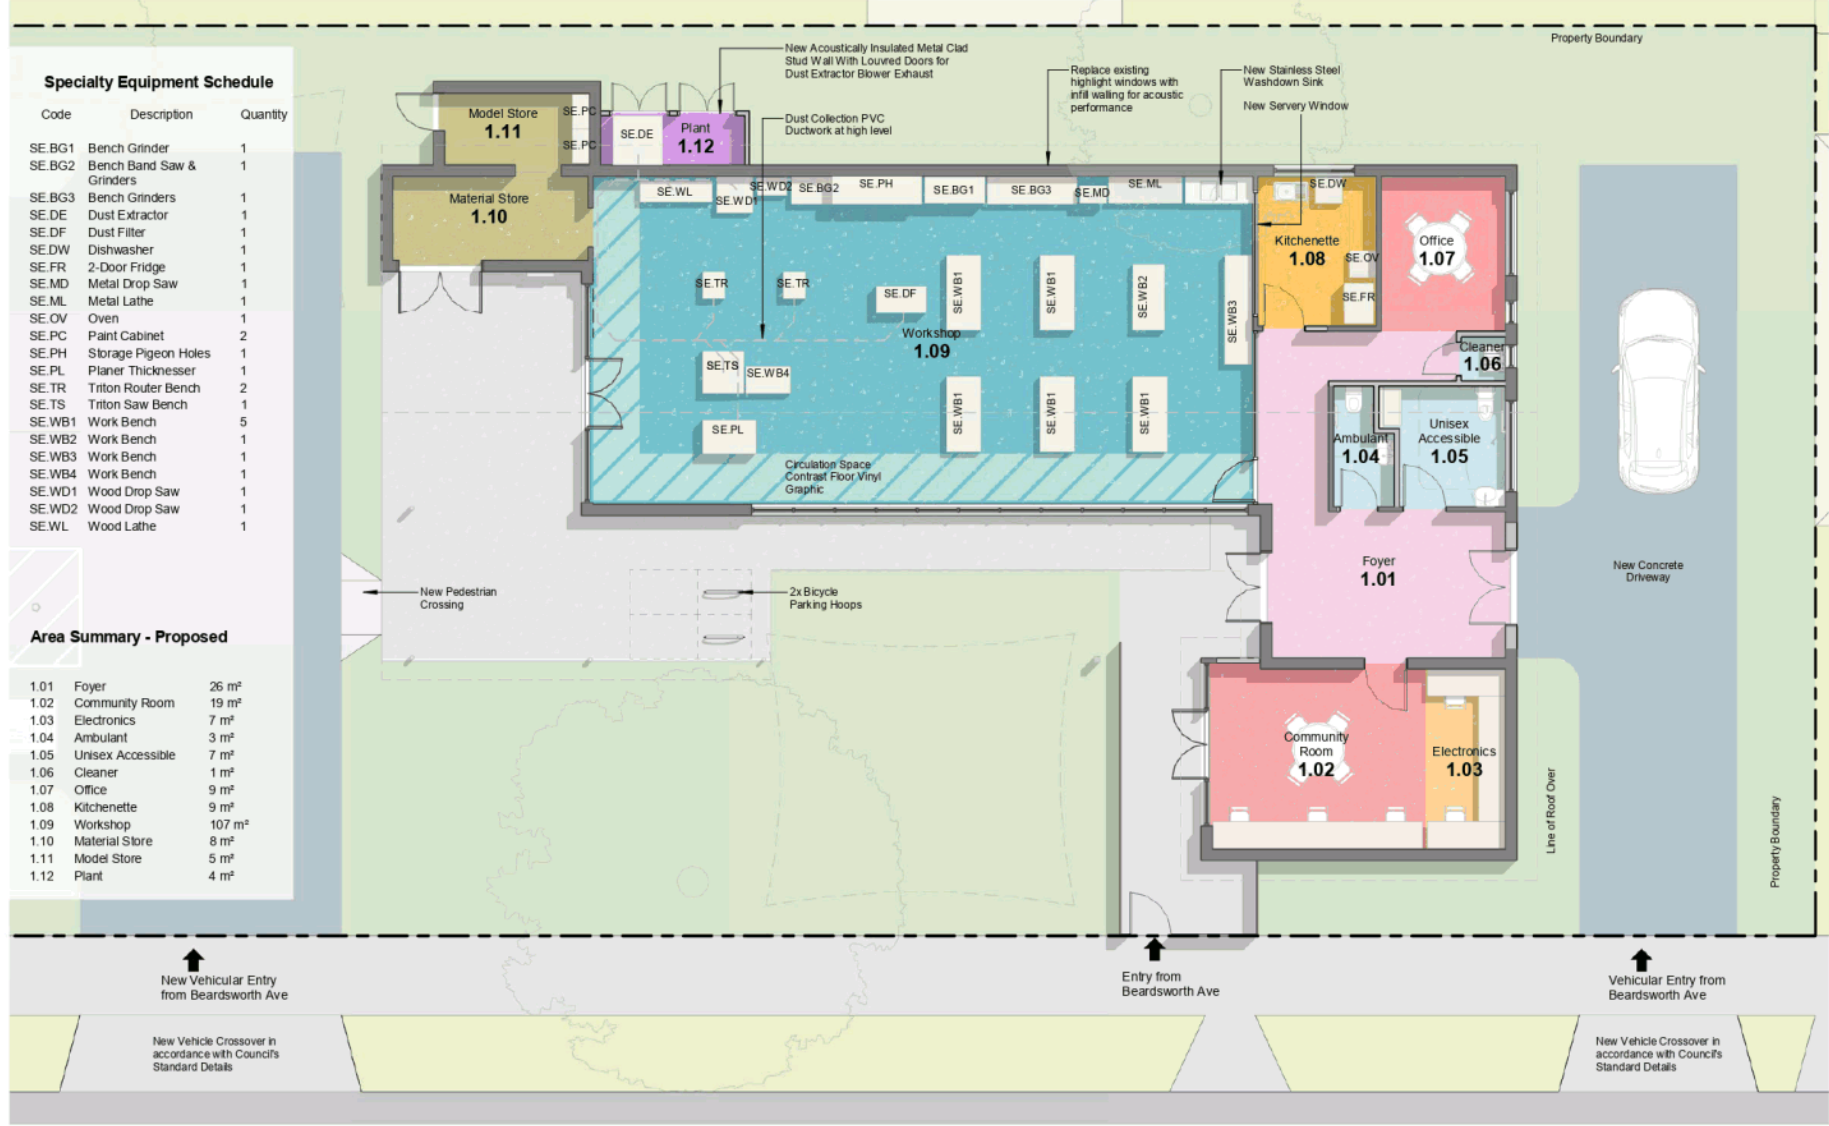 Specialty Equipment Schedule
Code Description Quantity
SE.BG1 Bench Grinder 1
SE.BG2 Bench Band Saw & 1
Grinders
SE.BG3 Bench Grinders 1
SE.DE Dust Extractor 1
SE.DF Dust Filter 1
SE.DW Dishwasher 1
SE.FR 2-Door Fridge 1
SE.MD Metal Drop Saw 1
SE.ML Metal Lathe 1
SE.OV Oven 1
SE.PC Paint Cabinet 2
SE.PH Storage Pigeon Holes 1
SE.PL Planer Thicknesser 1
SE.TR Triton Router Bench 2
SE.TS Triton Saw Bench 1
SE.WB1 Work Bench 5
SE.WB2 Work Bench 1
SE.WB3 Work Bench 1
SE.WB4 Work Bench 1
SE.WD1 Wood Drop Saw 1
SE.WD2 Wood Drop Saw 1
SE.WL Wood Lathe 1
Area Summary - Proposed
1.01 Foyer 26 m²
1.02 Community Room 19 m²
1.03 Electronics 7 m²
1.04 Ambulant 3 m²
1.05 Unisex Accessible 7 m²
1.06 Cleaner 1 m²
1.07 Office 9 m²
1.08 Kitchenette 9 m²
1.09 Workshop 107 m²
1.10 Material Store 8 m²
1.11 Model Store 5 m²
1.12 Plant 4 m²
New Acoustically Insulated Metal Clad
Stud Wall With Louvred Doors for
Dust Extractor Blower Exhaust
Dust Collection PVC
Ductwork at high level
Replace existing
highlight windows with
infill walling for acoustic
performance
New Stainless Steel
Washdown Sink
New Servery Window
Property Boundary
Model Store
1.11
SE.PC
SE.PC
SE.DE
Plant
1.12
Material Store
1.10
SE.WL
SE.WD1
SE.WD2
SE.BG2
SE.PH
SE.BG1
SE.BG3
SE.MD
SE.ML
SE.DW
Kitchenette
1.08
SE.OV
SE.FR
Office
1.07
SE.TR
SE.TR
SE.DF
SE.WB1
SE.WB1
SE.WB2
SE.WB3
Workshop
1.09
SE.TS
SE.WB4
SE.PL
SE.WB1
SE.WB1
SE.WB1
Circulation Space
Contrast Floor Vinyl
Graphic
Cleaner
1.06
Ambulant
1.04
Unisex
Accessible
1.05
Foyer
1.01
New Concrete
Driveway
New Pedestrian
Crossing
2x Bicycle
Parking Hoops
Community
Room
1.02
Electronics
1.03
Line of Roof Over
Property Boundary
New Vehicular Entry
from Beardsworth Ave
Entry from
Beardsworth Ave
Vehicular Entry from
Beardsworth Ave
New Vehicle Crossover in
accordance with Council's
Standard Details
New Vehicle Crossover in
accordance with Council's
Standard Details